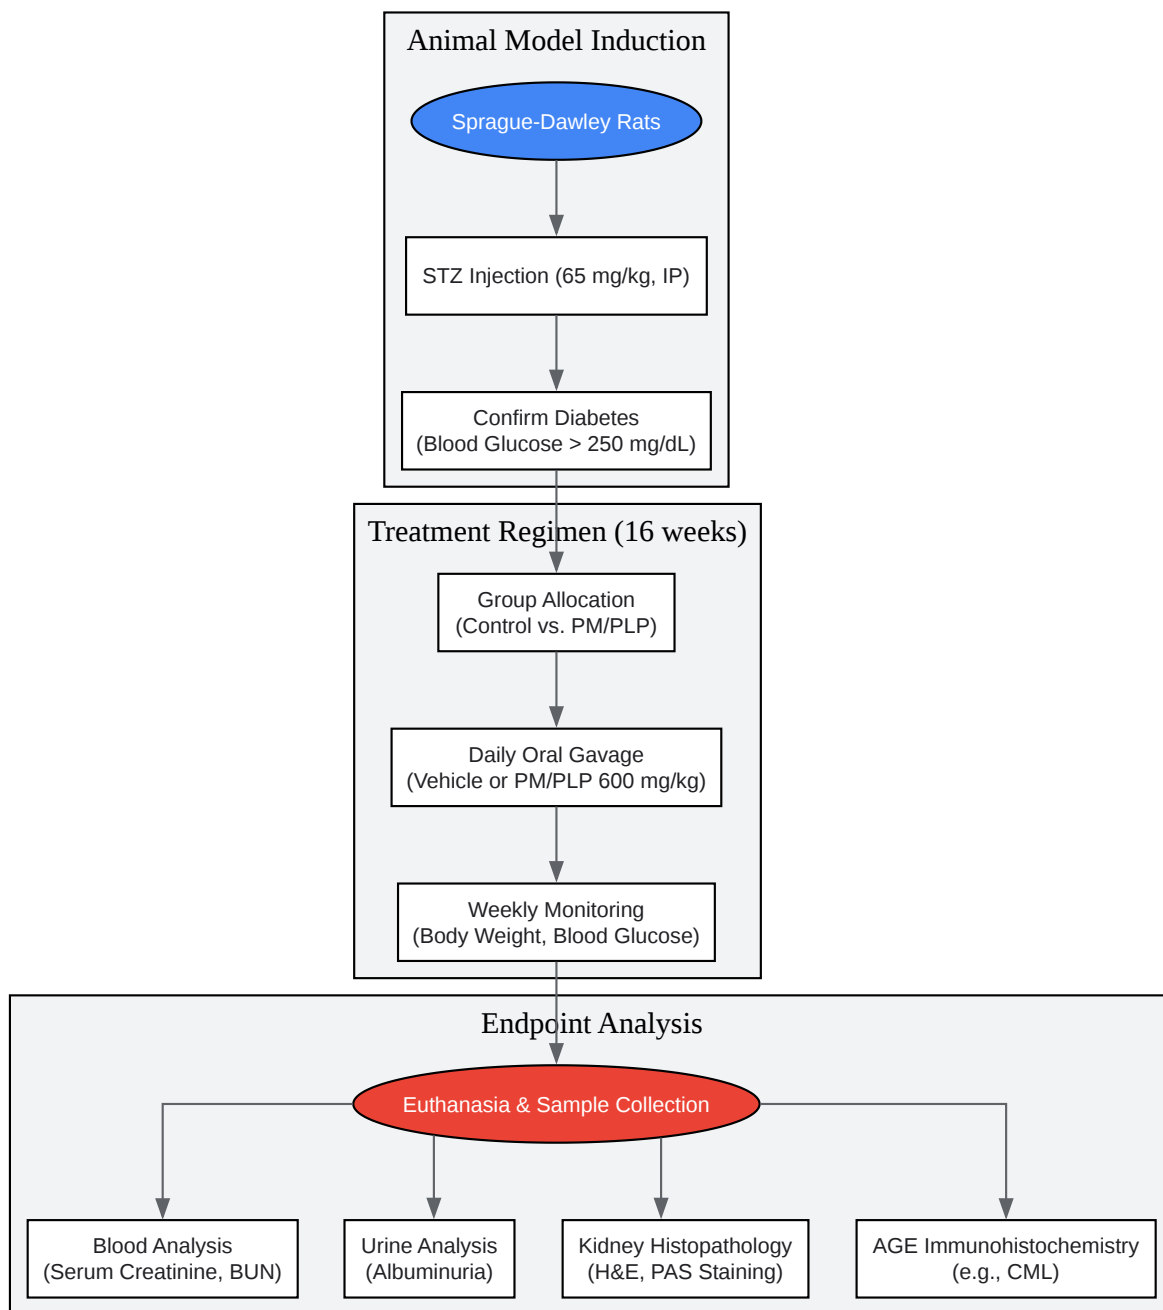 Animal Model Induction
Sprague-Dawley Rats
STZ Injection (65 mg/kg, IP)
Confirm Diabetes
(Blood Glucose > 250 mg/dL)
Treatment Regimen (16 weeks)
Group Allocation
(Control vs. PM/PLP)
Daily Oral Gavage
(Vehicle or PM/PLP 600 mg/kg)
Weekly Monitoring
(Body Weight, Blood Glucose)
Endpoint Analysis
Euthanasia & Sample Collection
Blood Analysis
(Serum Creatinine, BUN)
Urine Analysis
(Albuminuria)
Kidney Histopathology
(H&E, PAS Staining)
AGE Immunohistochemistry
(e.g., CML)